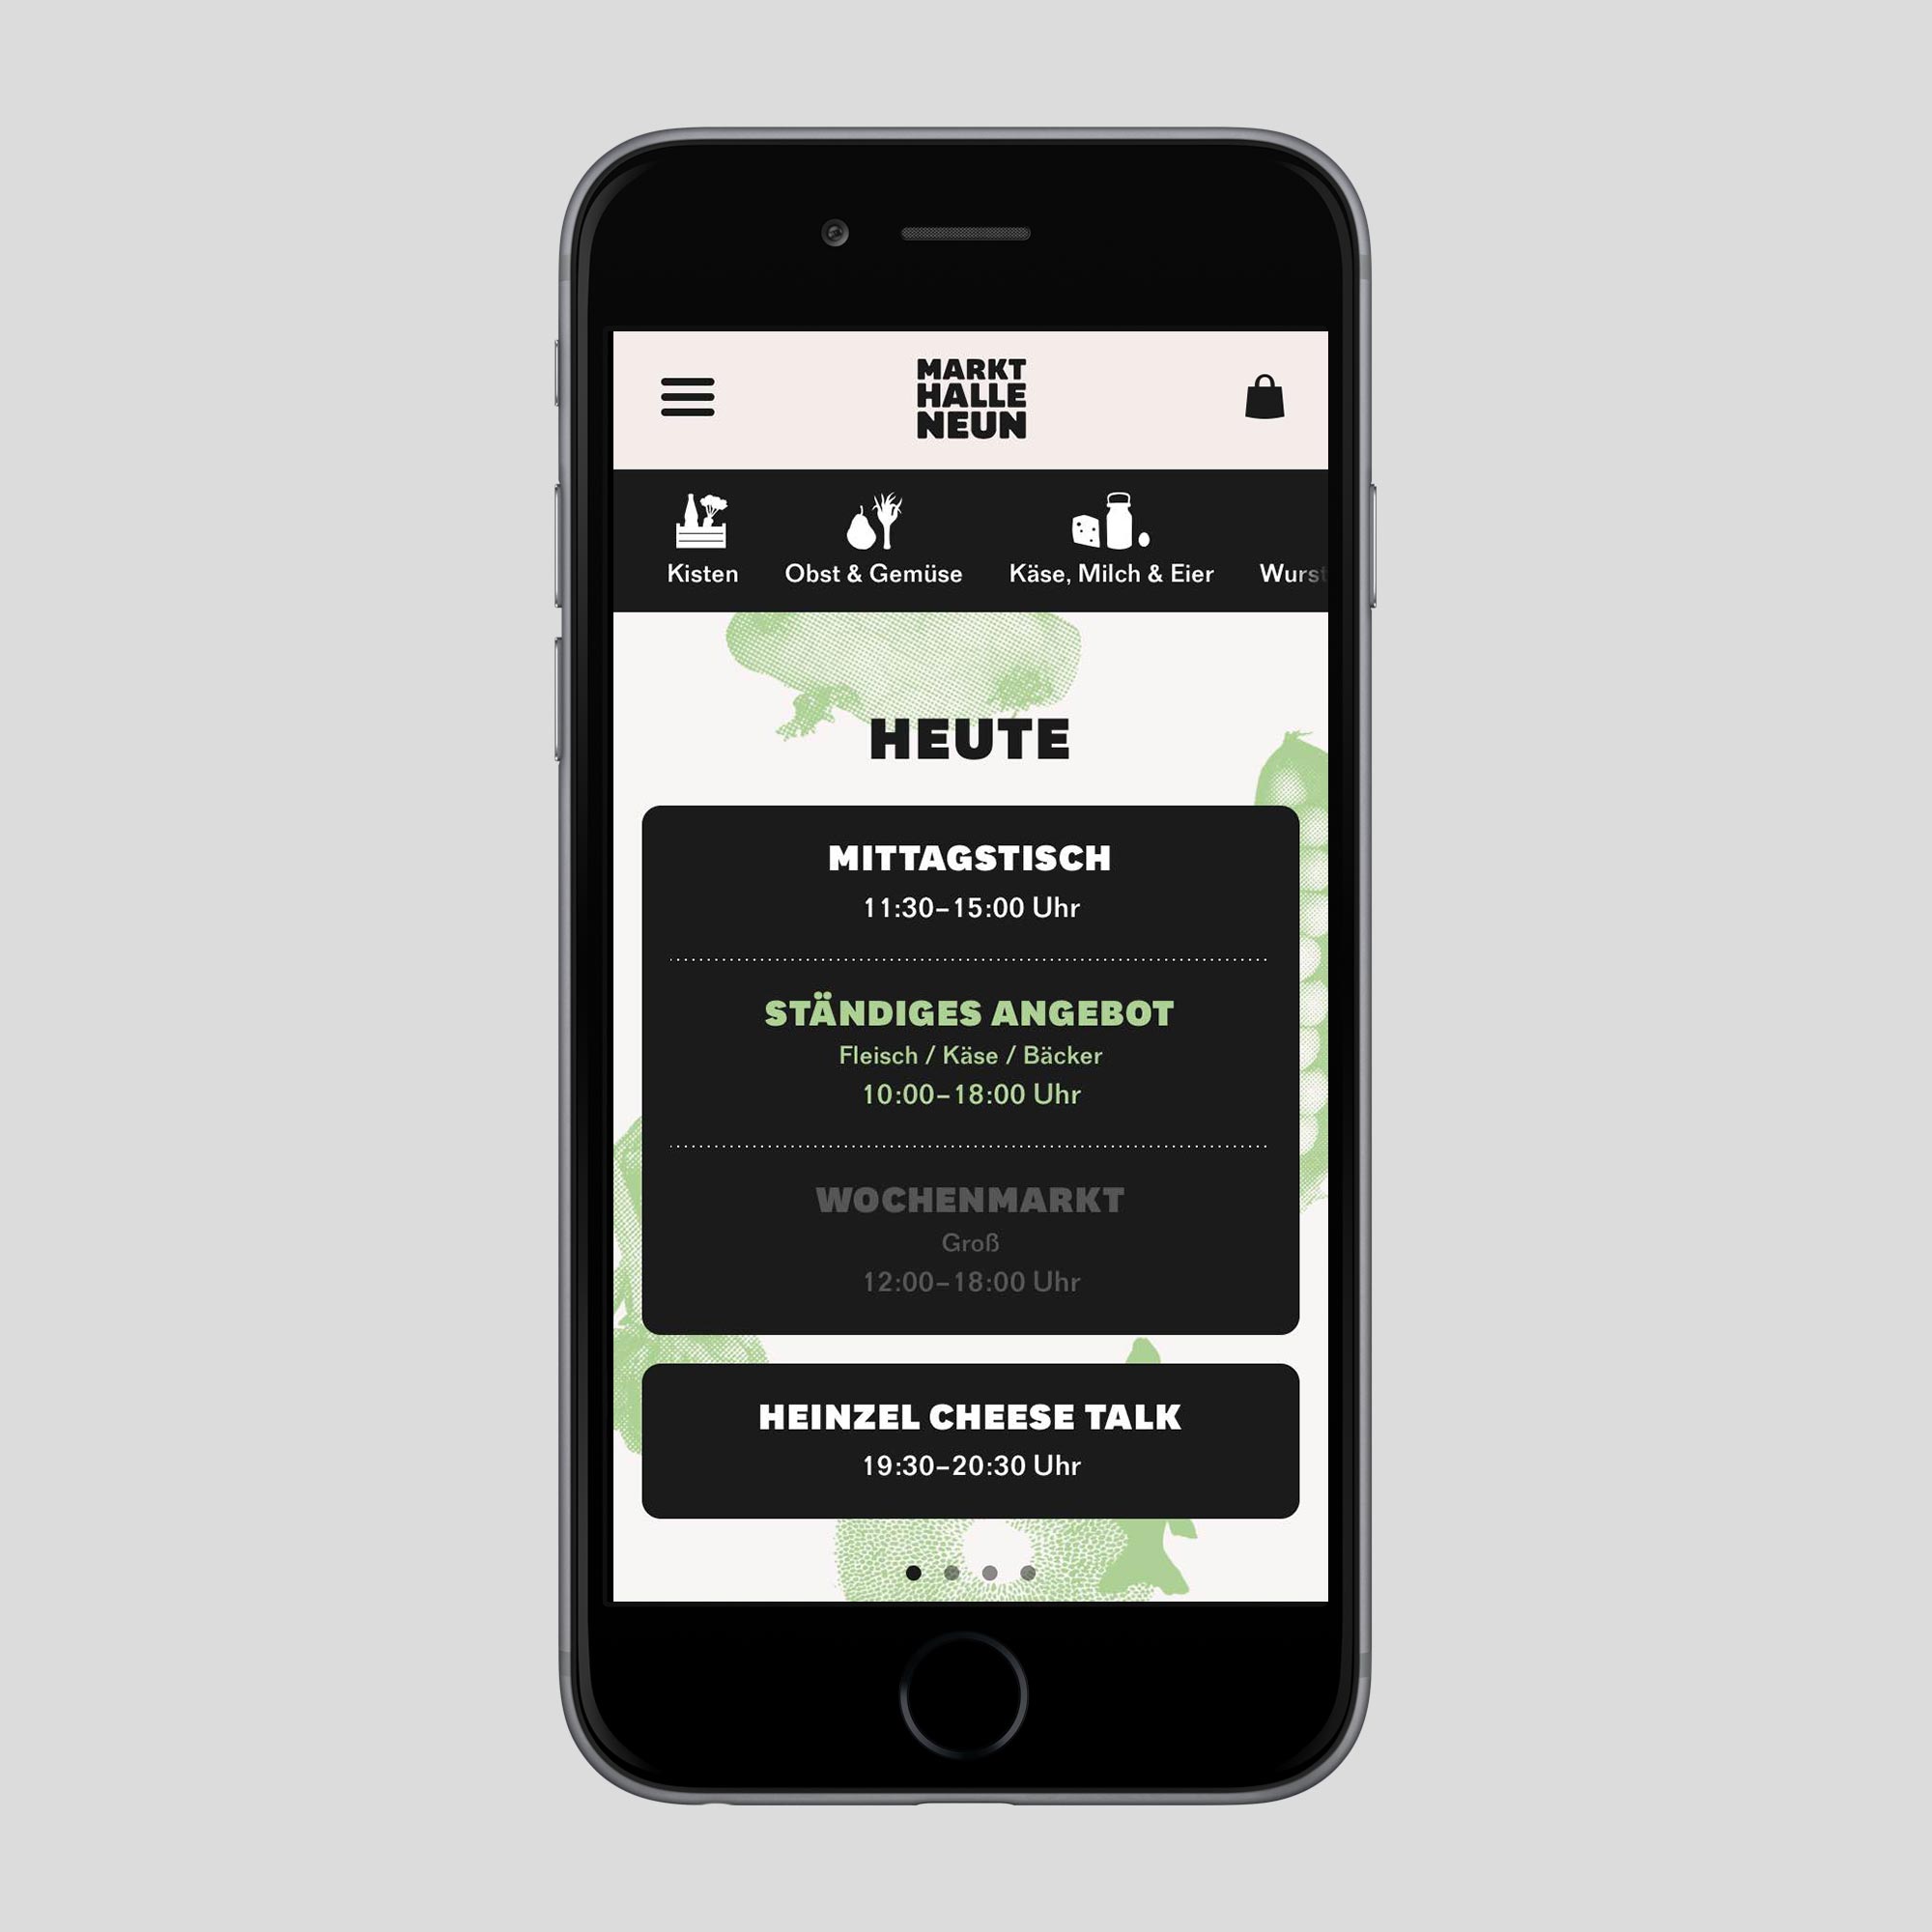 MARKT
HALLE
NEUN
Kisten
Obst & Gemüse
Käse, Milch & Eier
Wurst
HEUTE
MITTAGSTISCH
11:30–15:00 Uhr
STÄNDIGES ANGEBOT
Fleisch / Käse / Bäcker
10:00–18:00 Uhr
WOCHENMARKT
Groß
12:00–18:00 Uhr
HEINZEL CHEESE TALK
19:30–20:30 Uhr